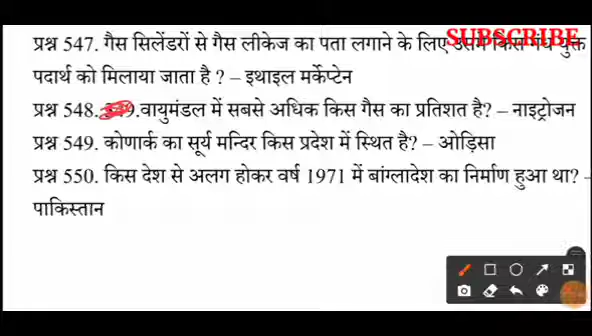 SUBSCRIBE
प्रश्न 547. गैस सिलेंडरों से गैस लीकेज का पता लगाने के लिए उसमें किस गंध युक्त
पदार्थ को मिलाया जाता है ? – इथाइल मर्केप्टेन
प्रश्न 548. .वायुमंडल में सबसे अधिक किस गैस का प्रतिशत है? – नाइट्रोजन
प्रश्न 549. कोणार्क का सूर्य मन्दिर किस प्रदेश में स्थित है? – ओड़िसा
प्रश्न 550. किस देश से अलग होकर वर्ष 1971 में बांग्लादेश का निर्माण हुआ था? –
पाकिस्तान